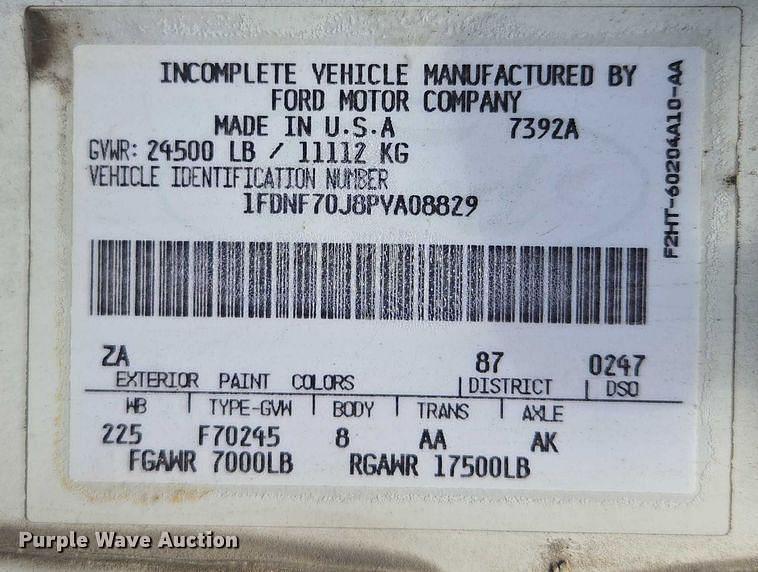 INCOMPLETE VEHICLE MANUFACTURED BY
FORD MOTOR COMPANY
MADE IN U.S.A 7392A
GVWR: 24500 LB / 11112 KG
VEHICLE IDENTIFICATION NUMBER
1FDNF70J8PVA08829
F2HT-60204A10-AA
ZA 87 0247
EXTERIOR PAINT COLORS DISTRICT DSO
WB TYPE-GVW BODY TRANS AXLE
225 F70245 8 AA AK
FGAWR 7000LB RGAWR 17500LB
Purple Wave Auction